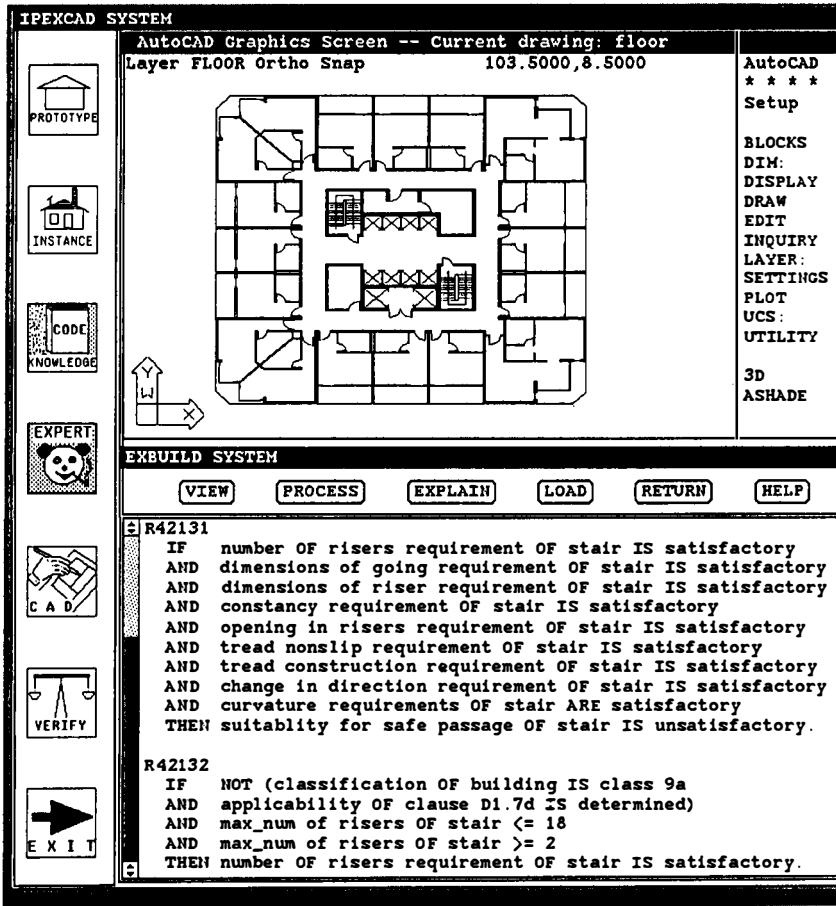 IPEXCAD SYSTEM
AutoCAD Graphics Screen -- Current drawing: floor
Layer FLOOR Ortho Snap 103.5000,8.5000
AutoCAD
* * * *
Setup
BLOCKS
DIM:
DISPLAY
DRAW
EDIT
INQUIRY
LAYER:
SETTINGS
PLOT
UCS:
UTILITY
3D
ASHADE
PROTOTYPE
INSTANCE
CODE
KNOWLEDGE
EXPERT
CAD
VERIFY
EXIT
Y
W
X
EXBUILD SYSTEM
VIEW PROCESS EXPLAIN LOAD RETURN HELP
R42131
IF number OF risers requirement OF stair IS satisfactory
AND dimensions of going requirement OF stair IS satisfactory
AND dimensions of riser requirement OF stair IS satisfactory
AND constancy requirement OF stair IS satisfactory
AND opening in risers requirement OF stair IS satisfactory
AND tread nonslip requirement OF stair IS satisfactory
AND tread construction requirement OF stair IS satisfactory
AND change in direction requirement OF stair IS satisfactory
AND curvature requirements OF stair ARE satisfactory
THEN suitablity for safe passage OF stair IS unsatisfactory.
R42132
IF NOT (classification OF building IS class 9a
AND applicability OF clause D1.7d IS determined)
AND max_num of risers OF stair <= 18
AND max_num of risers OF stair >= 2
THEN number OF risers requirement OF stair IS satisfactory.